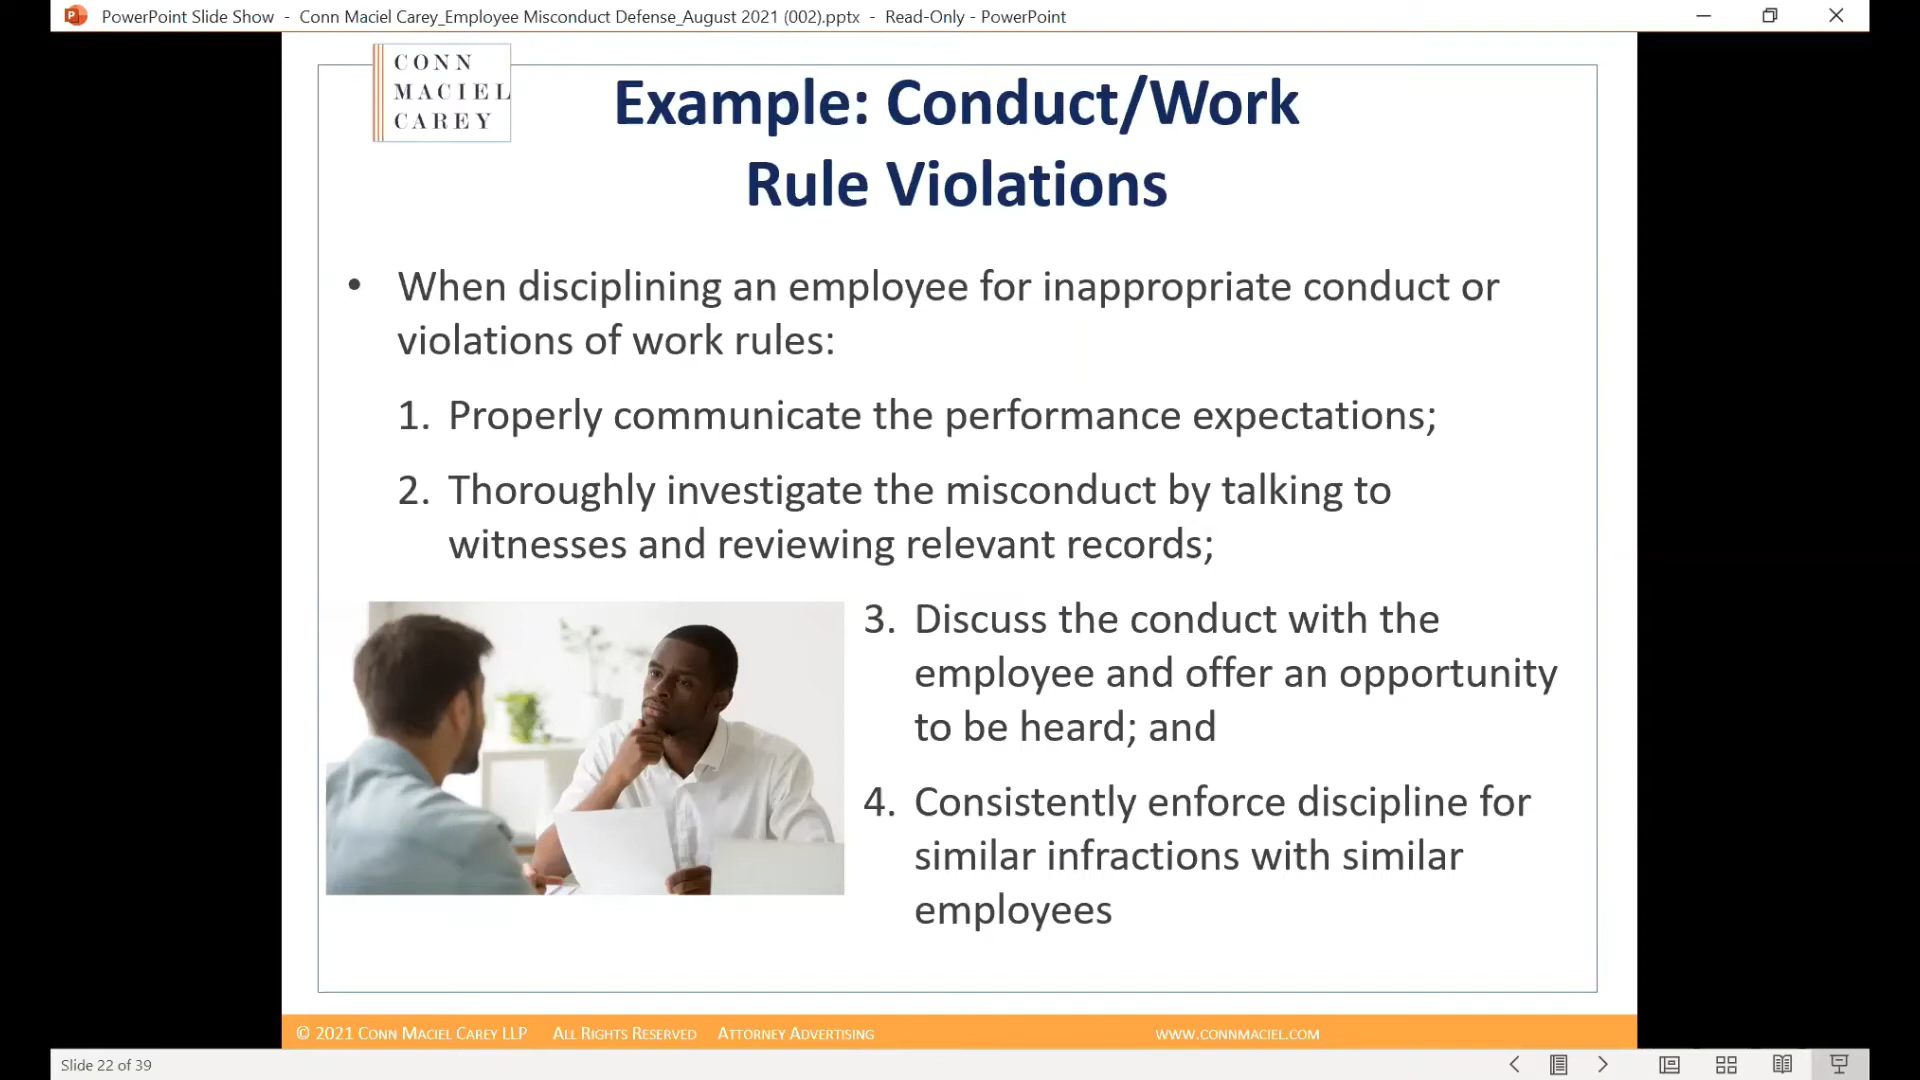 PowerPoint Slide Show - Conn Maciel Carey_Employee Misconduct Defense_August 2021 (002).pptx - Read-Only - PowerPoint
CONN
MACIEL
CAREY
Example: Conduct/Work
Rule Violations
• When disciplining an employee for inappropriate conduct or
violations of work rules:
1. Properly communicate the performance expectations;
2. Thoroughly investigate the misconduct by talking to
witnesses and reviewing relevant records;
3. Discuss the conduct with the
employee and offer an opportunity
to be heard; and
4. Consistently enforce discipline for
similar infractions with similar
employees
© 2021 CONN MACIEL CAREY LLP ALL RIGHTS RESERVED ATTORNEY ADVERTISING WWW.CONNMACIEL.COM
Slide 22 of 39